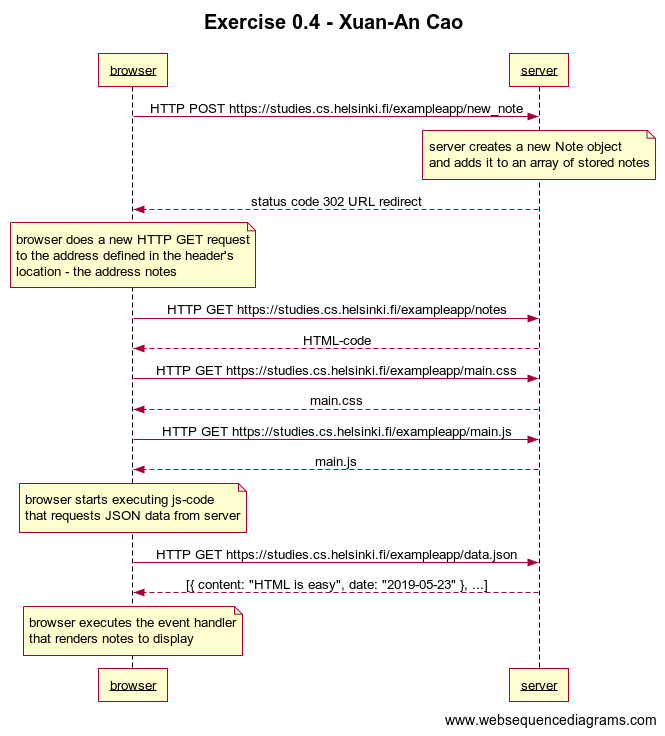 Exercise 0.4 - Xuan-An Cao
browser
server
HTTP POST https://studies.cs.helsinki.fi/exampleapp/new_note
server creates a new Note object
and adds it to an array of stored notes
status code 302 URL redirect
browser does a new HTTP GET request
to the address defined in the header's
location - the address notes
HTTP GET https://studies.cs.helsinki.fi/exampleapp/notes
HTML-code
HTTP GET https://studies.cs.helsinki.fi/exampleapp/main.css
main.css
HTTP GET https://studies.cs.helsinki.fi/exampleapp/main.js
main.js
browser starts executing js-code
that requests JSON data from server
HTTP GET https://studies.cs.helsinki.fi/exampleapp/data.json
[{ content: "HTML is easy", date: "2019-05-23" }, ...]
browser executes the event handler
that renders notes to display
browser
server
www.websequencediagrams.com